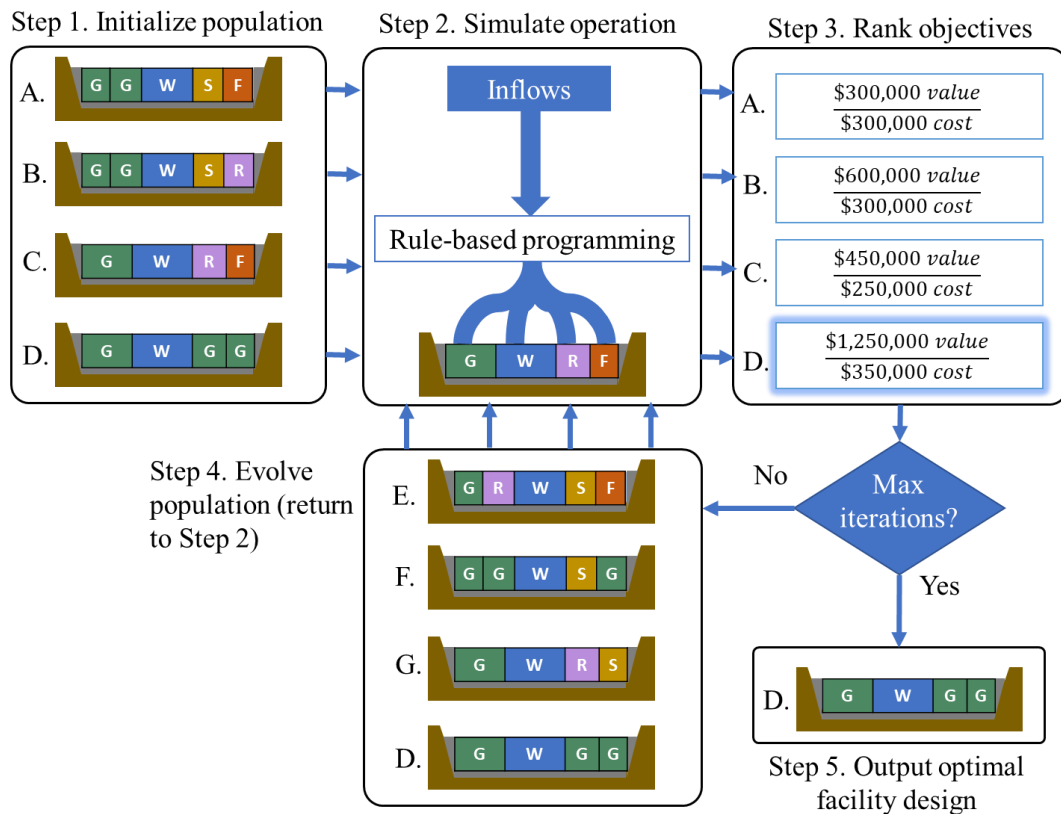 Step 1. Initialize population
A.
G G W S F
B.
G G W S R
C.
G W R F
D.
G W G G
Step 2. Simulate operation
Inflows
Rule-based programming
G W R F
Step 3. Rank objectives
A.
$300,000 value
$300,000 cost
B.
$600,000 value
$300,000 cost
C.
$450,000 value
$250,000 cost
D.
$1,250,000 value
$350,000 cost
Max
iterations?
No
Yes
Step 4. Evolve
population (return
to Step 2)
E.
G R W S F
F.
G G W S G
G.
G W R S
D.
G W G G
D.
G W G G
Step 5. Output optimal
facility design